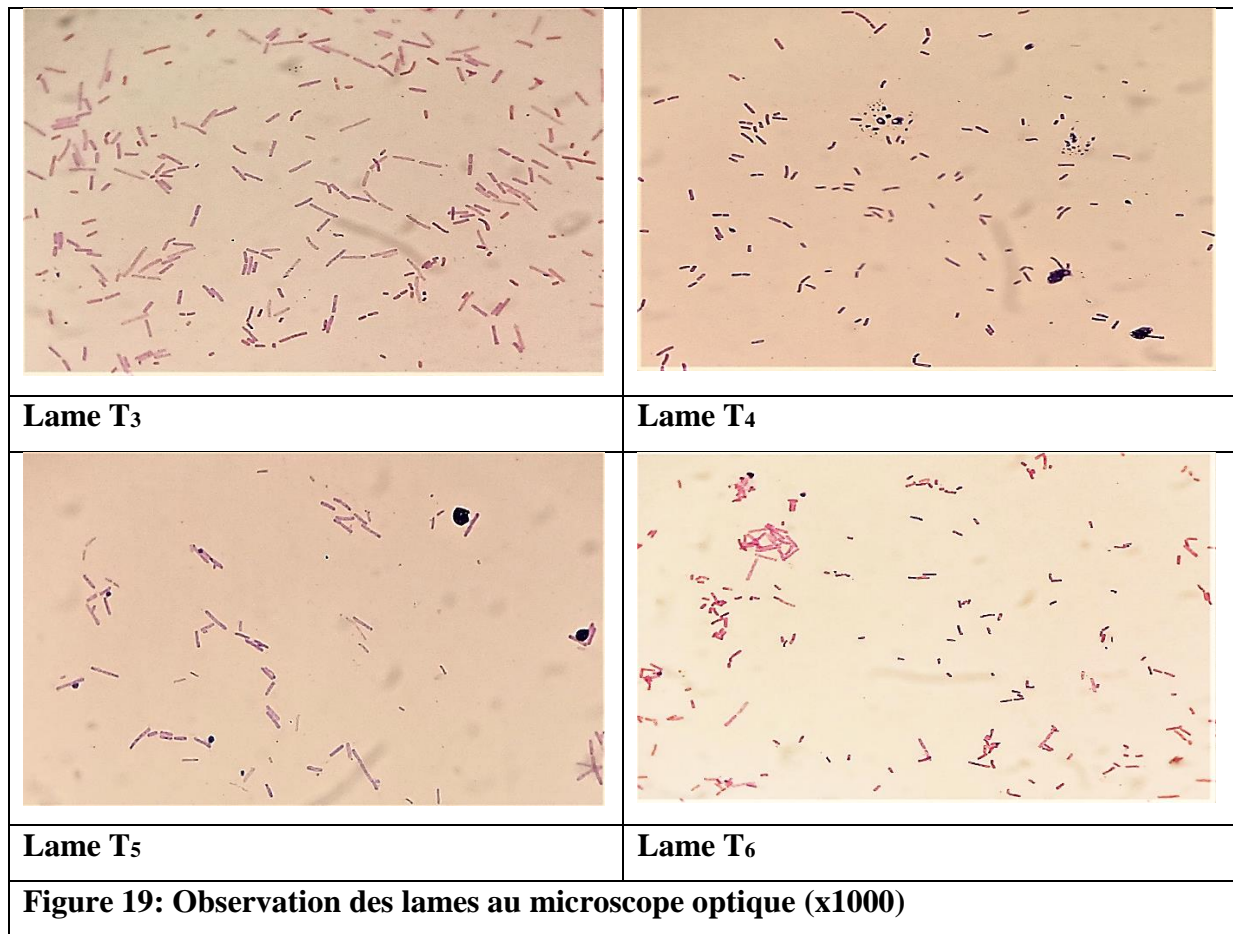 Lame T3
Lame T4
Lame T5
Lame T6
Figure 19: Observation des lames au microscope optique (x1000)